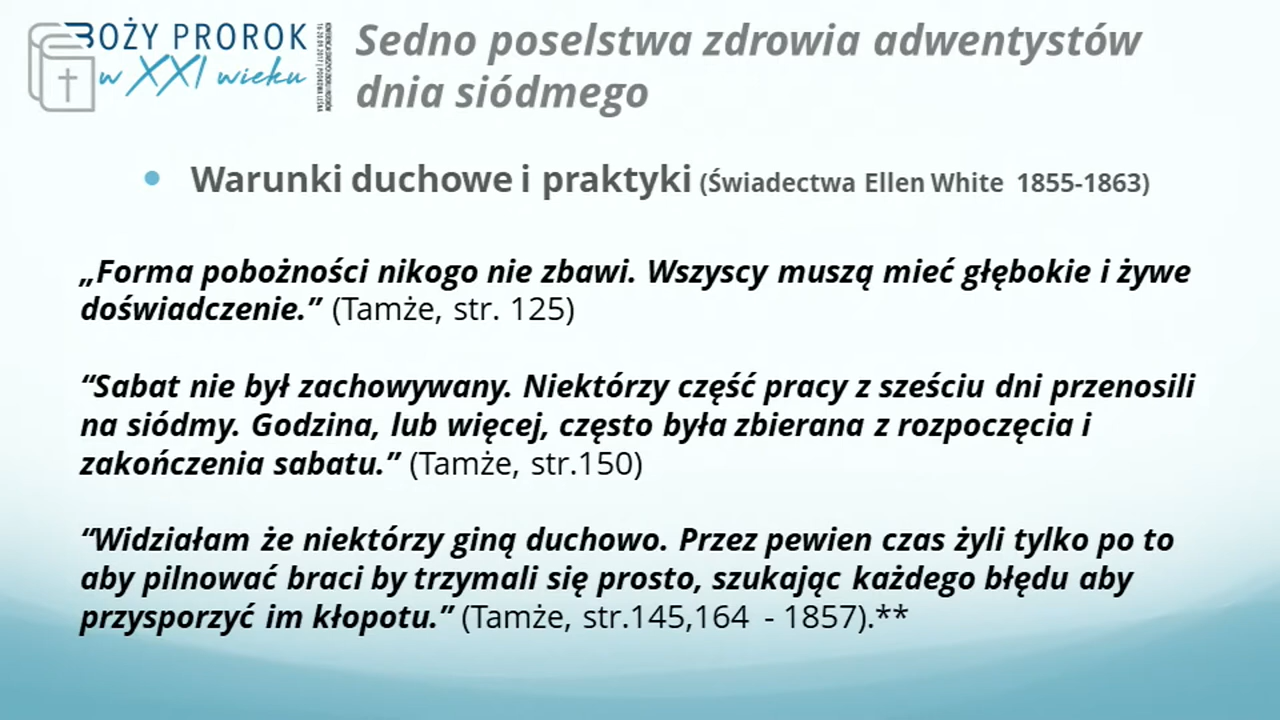 BOŻY PROROK
w XXI wieku
Sedno poselstwa zdrowia adwentystów
dnia siódmego
• Warunki duchowe i praktyki (Świadectwa Ellen White 1855-1863)
„Forma pobożności nikogo nie zbawi. Wszyscy muszą mieć głębokie i żywe
doświadczenie.” (Tamże, str. 125)
“Sabat nie był zachowywany. Niektórzy część pracy z sześciu dni przenosili
na siódmy. Godzina, lub więcej, często była zbierana z rozpoczęcia i
zakończenia sabatu.” (Tamże, str.150)
“Widziałam że niektórzy giną duchowo. Przez pewien czas żyli tylko po to
aby pilnować braci by trzymali się prosto, szukając każdego błędu aby
przysporzyć im kłopotu.” (Tamże, str.145,164 - 1857).**